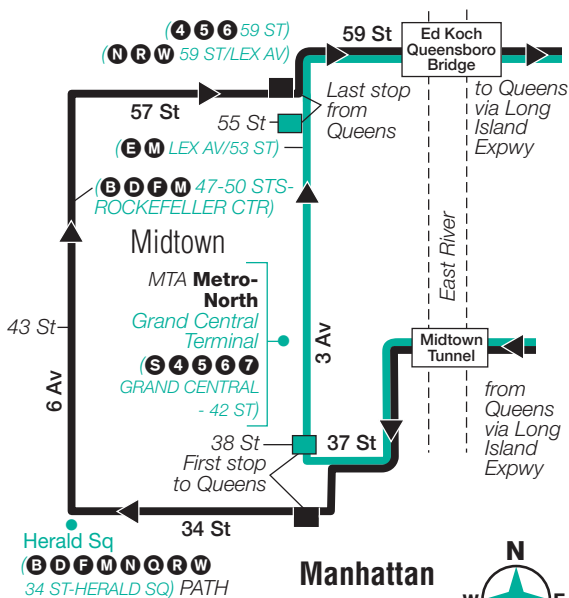 (4 5 6 59 ST)
(N R W 59 ST/LEX AV)
59 St
Ed Koch
Queensboro
Bridge
57 St
55 St
Last stop
from
Queens
to Queens
via Long
Island
Expwy
(E M LEX AV/53 ST)
(B D F M 47-50 STS-
ROCKEFELLER CTR)
Midtown
MTA Metro-
North
Grand Central
Terminal
(S 4 5 6 7
GRAND CENTRAL
- 42 ST)
3 Av
East River
43 St
6 Av
Midtown
Tunnel
from
Queens
via Long
Island
Expwy
38 St
37 St
First stop
to Queens
34 St
Herald Sq
(B D F M N Q R W
34 ST-HERALD SQ) PATH
Manhattan
N
W
E